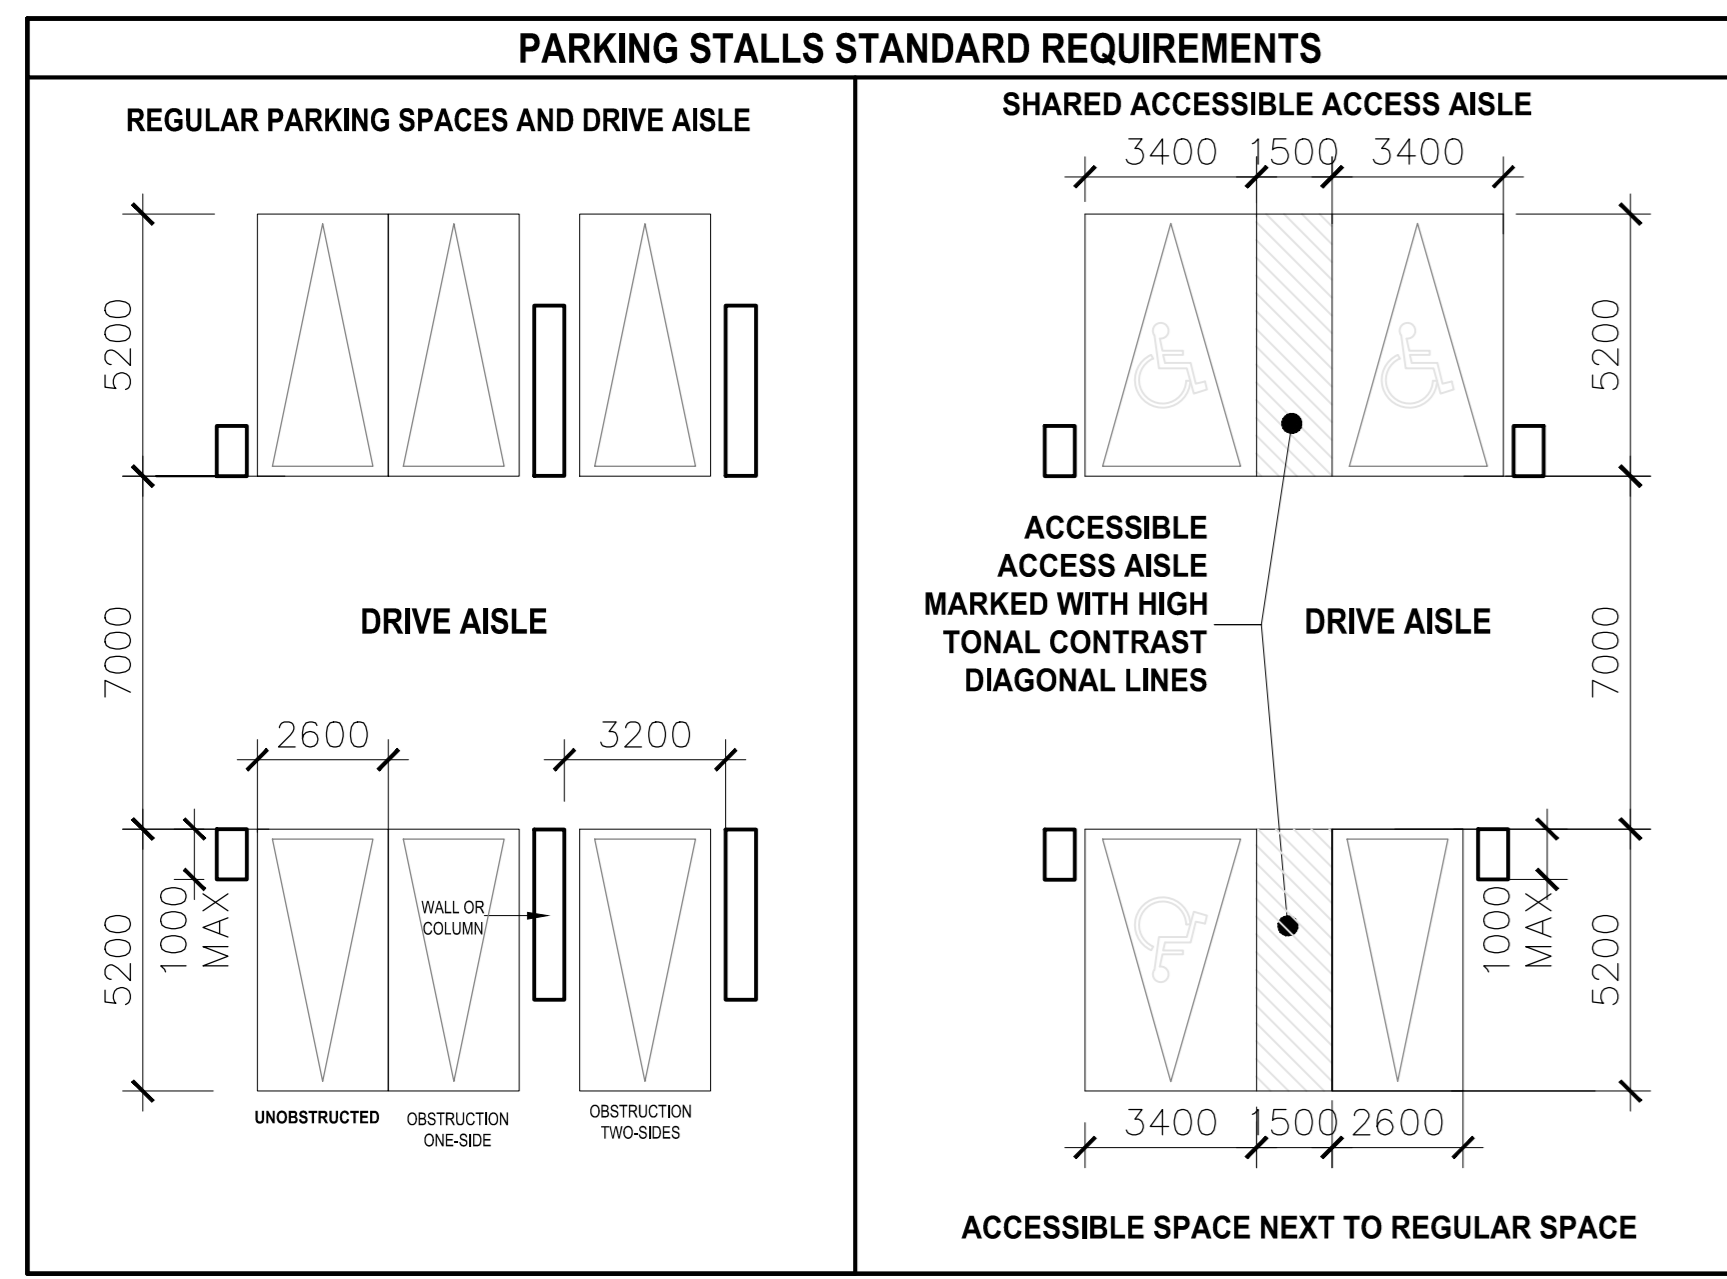 PARKING STALLS STANDARD REQUIREMENTS
REGULAR PARKING SPACES AND DRIVE AISLE
5200
7000
DRIVE AISLE
2600
3200
1000
MAX
5200
WALL OR
COLUMN
UNOBSTRUCTED
OBSTRUCTION
ONE-SIDE
OBSTRUCTION
TWO-SIDES
SHARED ACCESSIBLE ACCESS AISLE
3400 1500 3400
5200
ACCESSIBLE
ACCESS AISLE
MARKED WITH HIGH
TONAL CONTRAST
DIAGONAL LINES
DRIVE AISLE
7000
1000
MAX
5200
3400 1500 2600
ACCESSIBLE SPACE NEXT TO REGULAR SPACE